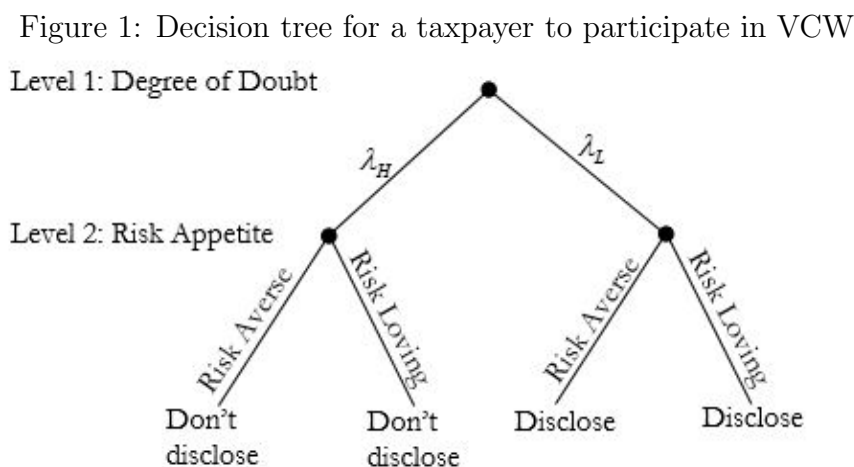 Figure 1: Decision tree for a taxpayer to participate in VCW
Level 1: Degree of Doubt
λH
λL
Level 2: Risk Appetite
Risk Averse
Risk Loving
Risk Averse
Risk Loving
Don't
disclose
Don't
disclose
Disclose
Disclose